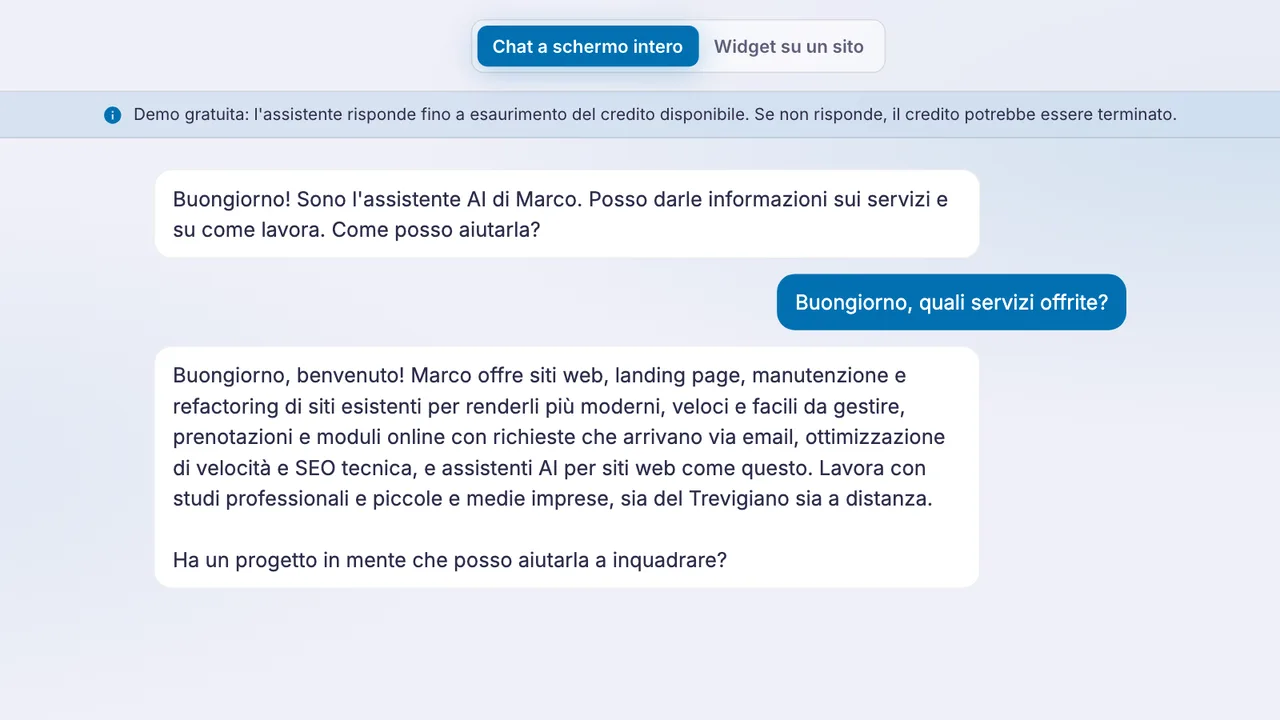 Chat a schermo intero
Widget su un sito
Demo gratuita: l'assistente risponde fino a esaurimento del credito disponibile. Se non risponde, il credito potrebbe essere terminato.
Buongiorno! Sono l'assistente AI di Marco. Posso darle informazioni sui servizi e
su come lavora. Come posso aiutarla?
Buongiorno, quali servizi offrite?
Buongiorno, benvenuto! Marco offre siti web, landing page, manutenzione e
refactoring di siti esistenti per renderli più moderni, veloci e facili da gestire,
prenotazioni e moduli online con richieste che arrivano via email, ottimizzazione
di velocità e SEO tecnica, e assistenti AI per siti web come questo. Lavora con
studi professionali e piccole e medie imprese, sia del Trevigiano sia a distanza.
Ha un progetto in mente che posso aiutarla a inquadrare?